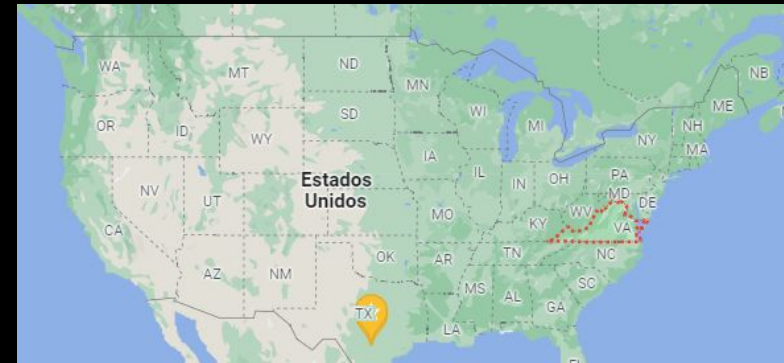 WA
MT
ND
MN
NB
ME
OR
ID
SD
WI
MI
NY
NH
MA
WY
IA
Estados
Unidos
NV
UT
IL
IN
OH
PA
MD
DE
CA
MO
KY
WV
VA
AZ
NM
OK
AR
TN
NC
MS
AL
GA
SC
TX
LA